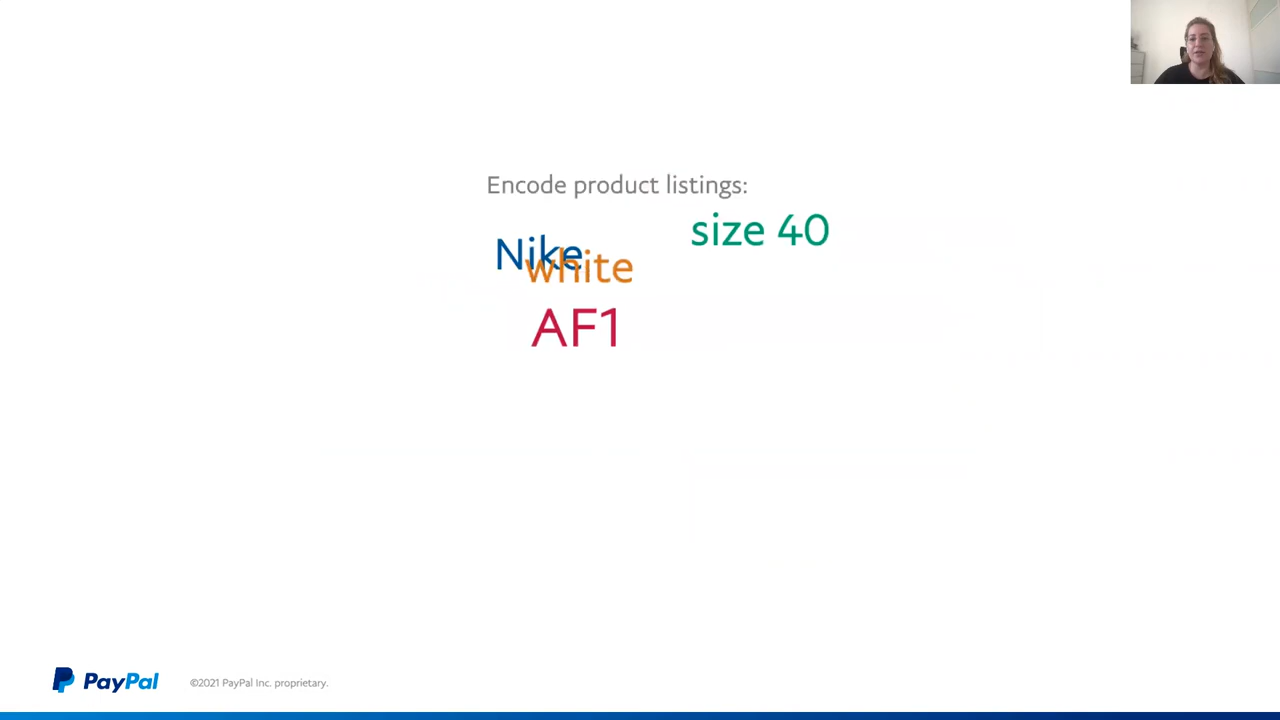 Encode product listings:
size 40
Nike
white
AF1
PayPal
©2021 PayPal Inc. proprietary.